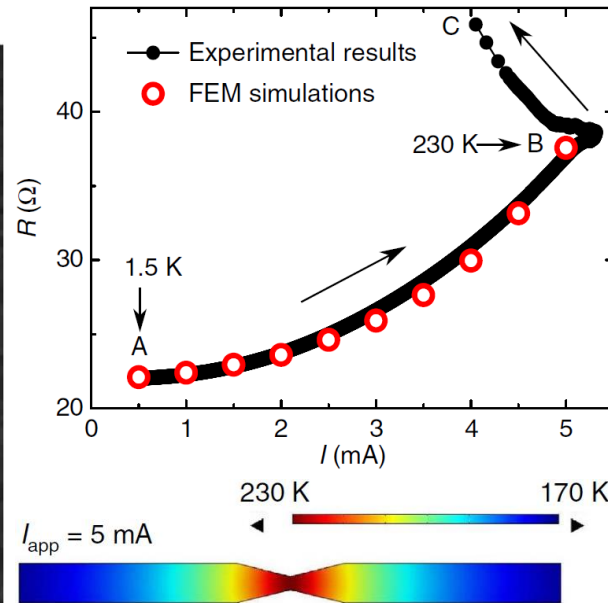 C
Experimental results
FEM simulations
40
230 K
B
R (Ω)
30
1.5 K
A
20
0
1
2
3
4
5
I (mA)
230 K
170 K
I_app = 5 mA